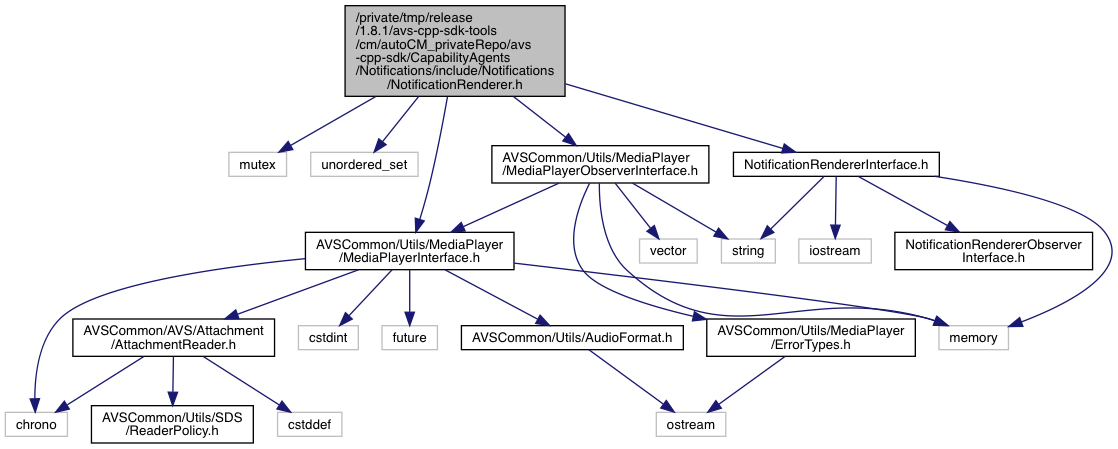 /private/tmp/release
/1.8.1/avs-cpp-sdk-tools
/cm/autoCM_privateRepo/avs
-cpp-sdk/CapabilityAgents
/Notifications/include/Notifications
/NotificationRenderer.h
mutex
unordered_set
AVSCommon/Utils/MediaPlayer
/MediaPlayerObserverInterface.h
NotificationRendererInterface.h
AVSCommon/Utils/MediaPlayer
/MediaPlayerInterface.h
vector
string
iostream
NotificationRendererObserver
Interface.h
AVSCommon/AVS/Attachment
/AttachmentReader.h
cstdint
future
AVSCommon/Utils/AudioFormat.h
AVSCommon/Utils/MediaPlayer
/ErrorTypes.h
memory
chrono
AVSCommon/Utils/SDS
/ReaderPolicy.h
cstddef
ostream